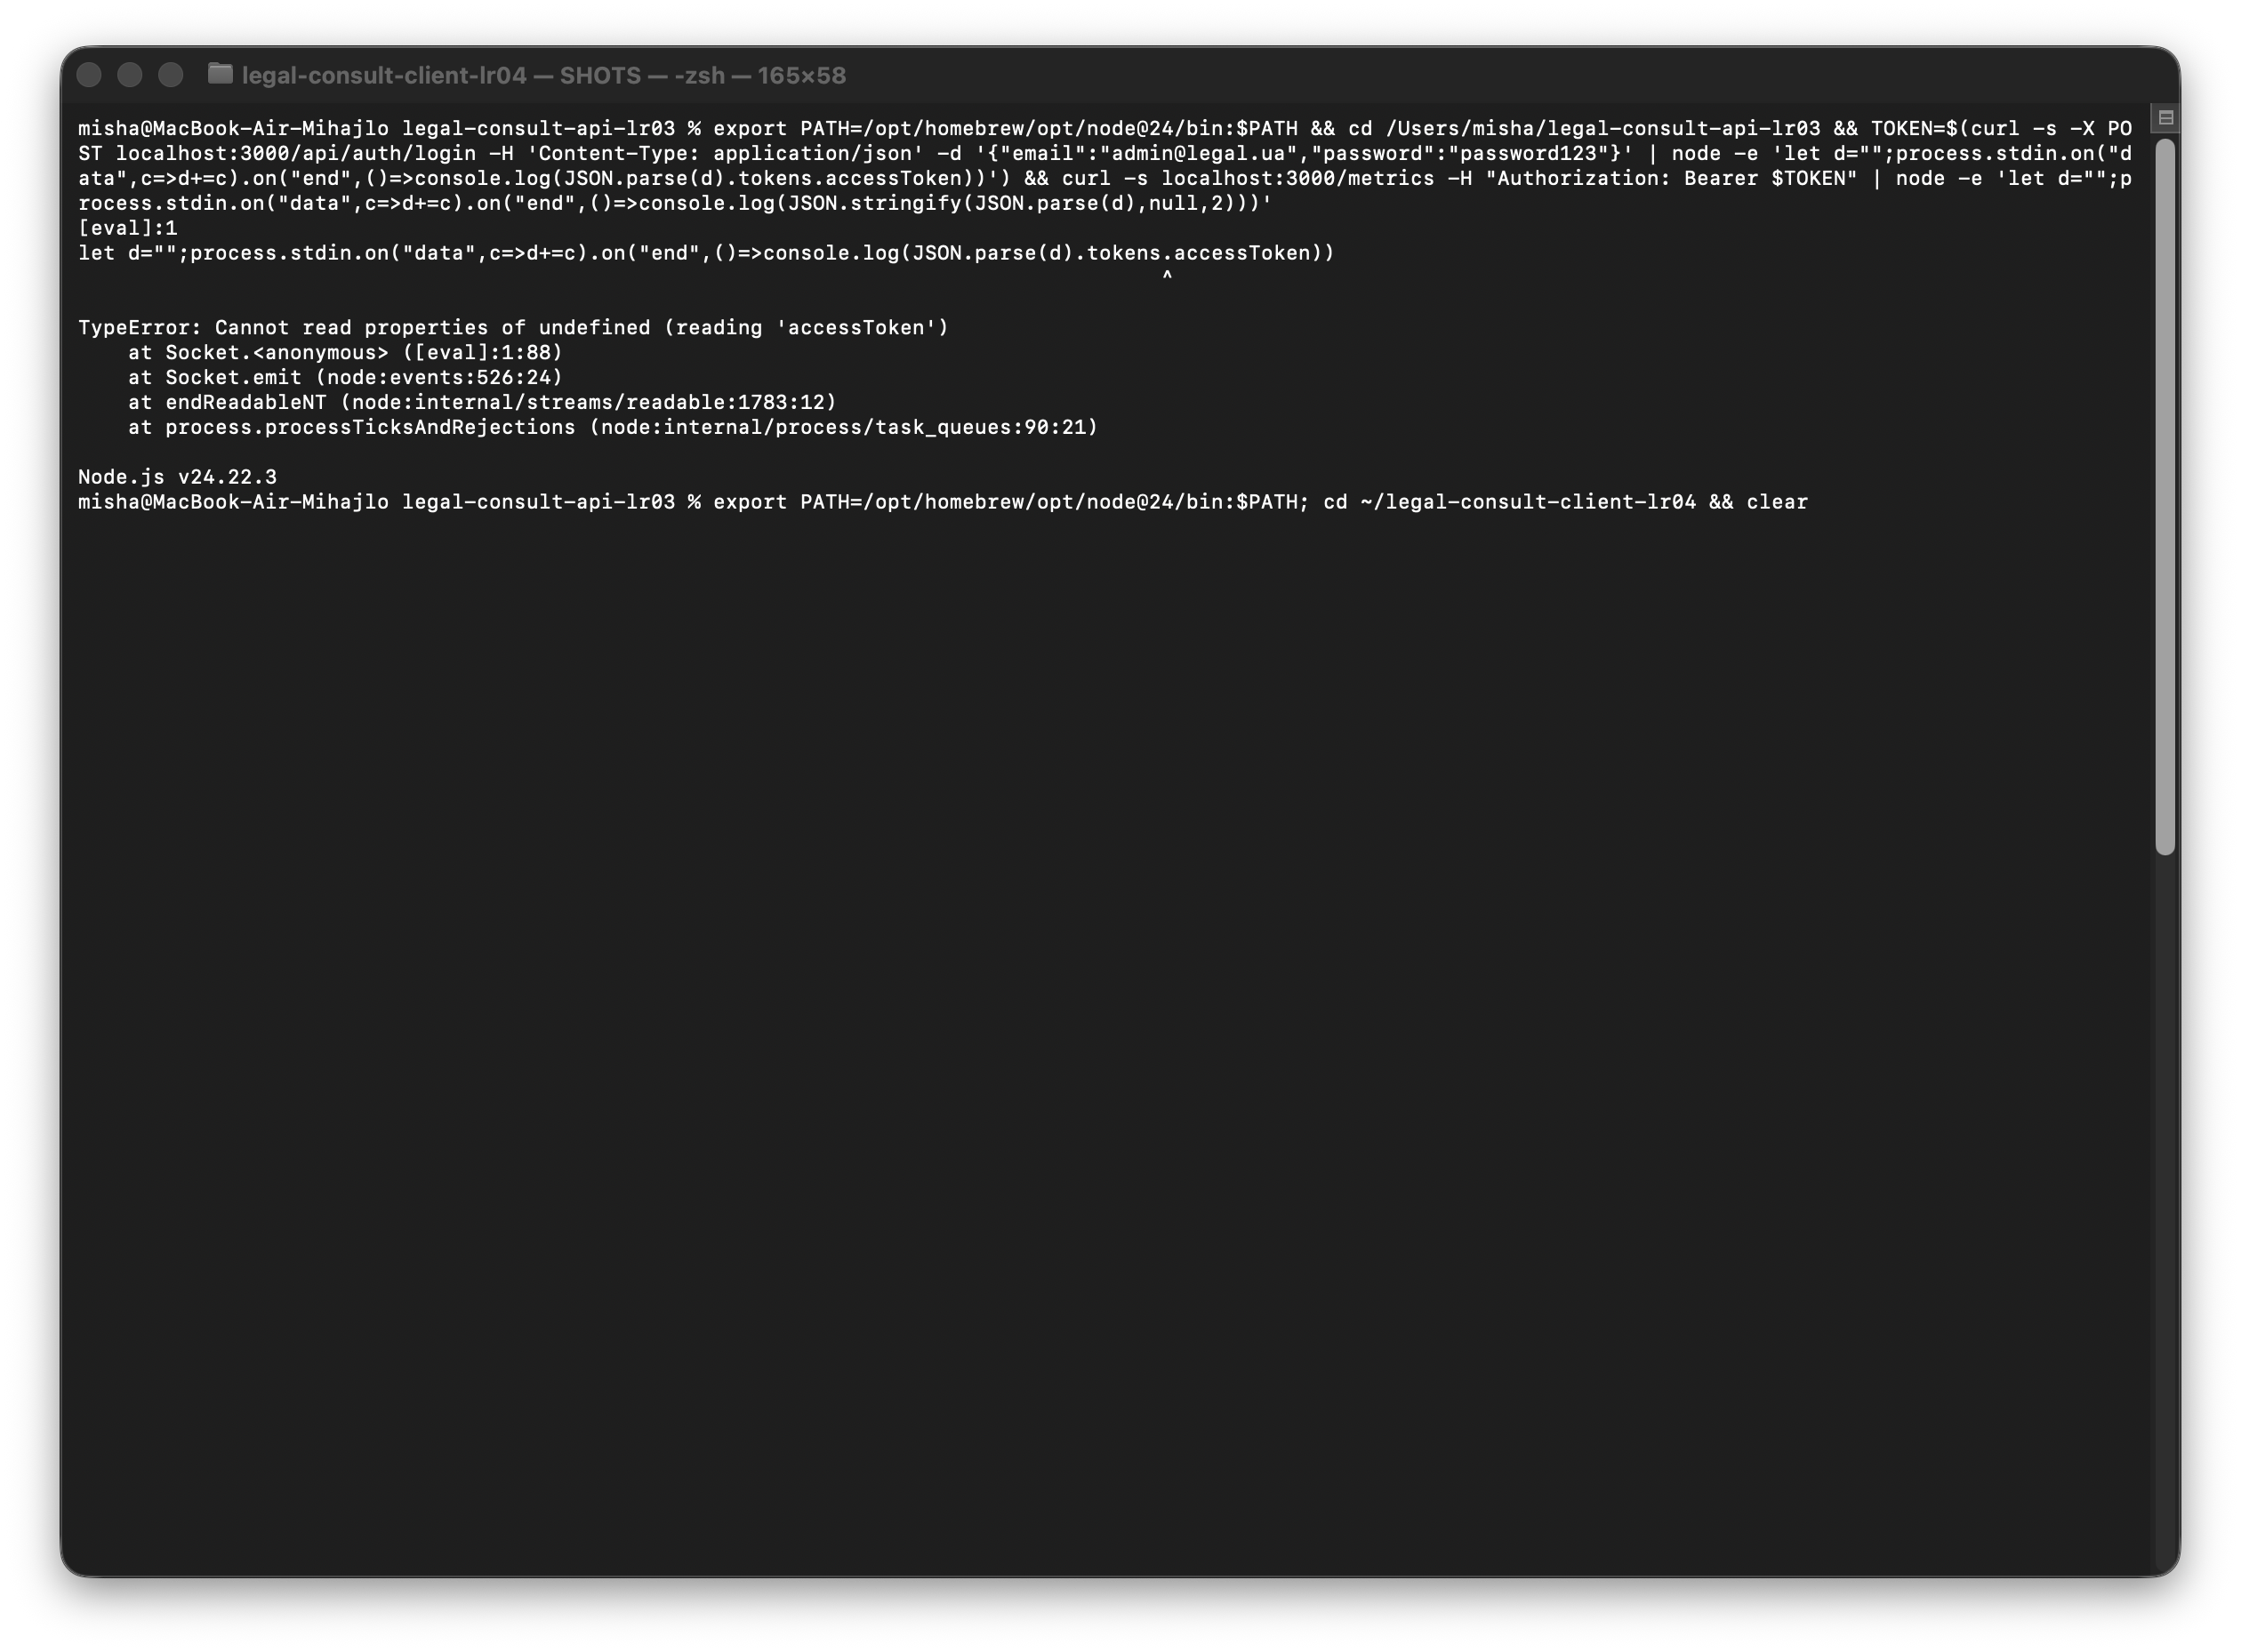 legal-consult-client-lr04 — SHOTS — -zsh — 165×58
misha@MacBook-Air-Mihajlo legal-consult-api-lr03 % export PATH=/opt/homebrew/opt/node@24/bin:$PATH && cd /Users/misha/legal-consult-api-lr03 && TOKEN=$(curl -s -X PO
ST localhost:3000/api/auth/login -H 'Content-Type: application/json' -d '{"email":"admin@legal.ua","password":"password123"}' | node -e 'let d="";process.stdin.on("d
ata",c=>d+=c).on("end",()=>console.log(JSON.parse(d).tokens.accessToken))') && curl -s localhost:3000/metrics -H "Authorization: Bearer $TOKEN" | node -e 'let d="";p
rocess.stdin.on("data",c=>d+=c).on("end",()=>console.log(JSON.stringify(JSON.parse(d),null,2)))'
[eval]:1
let d="";process.stdin.on("data",c=>d+=c).on("end",()=>console.log(JSON.parse(d).tokens.accessToken))
^
TypeError: Cannot read properties of undefined (reading 'accessToken')
    at Socket.<anonymous> ([eval]:1:88)
    at Socket.emit (node:events:526:24)
    at endReadableNT (node:internal/streams/readable:1783:12)
    at process.processTicksAndRejections (node:internal/process/task_queues:90:21)
Node.js v24.22.3
misha@MacBook-Air-Mihajlo legal-consult-api-lr03 % export PATH=/opt/homebrew/opt/node@24/bin:$PATH; cd ~/legal-consult-client-lr04 && clear